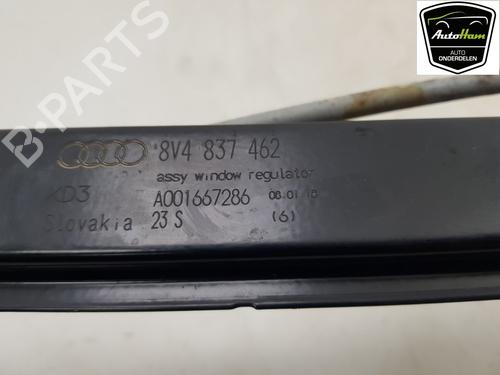 AutoHam
AUTO
ONDERDELEN
B-PARTS
8V4 837 462
assy window regulator
KD3 A001667286 08.01.18
Slovakia 23 S (6)